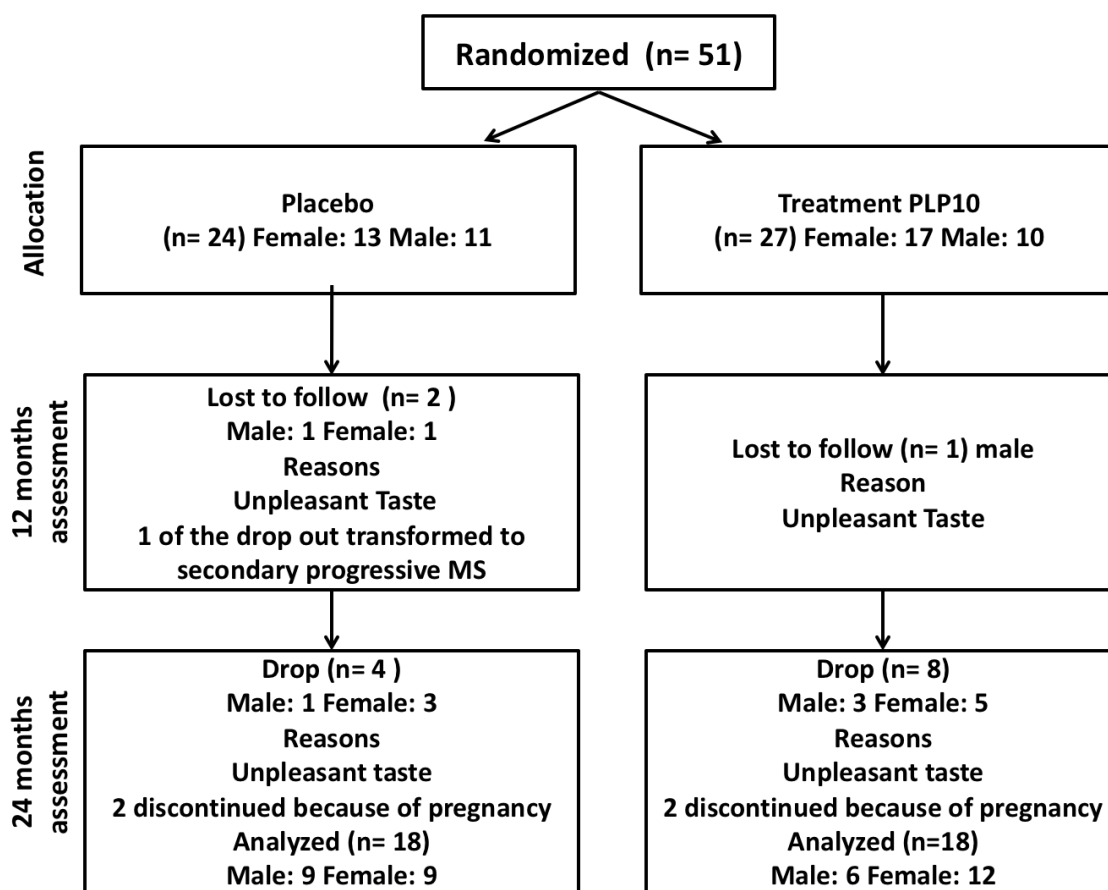 Randomized (n= 51)
Allocation
Placebo
(n= 24) Female: 13 Male: 11
Treatment PLP10
(n= 27) Female: 17 Male: 10
12 months
assessment
Lost to follow (n= 2 )
Male: 1 Female: 1
Reasons
Unpleasant Taste
1 of the drop out transformed to
secondary progressive MS
Lost to follow (n= 1) male
Reason
Unpleasant Taste
24 months
assessment
Drop (n= 4 )
Male: 1 Female: 3
Reasons
Unpleasant taste
2 discontinued because of pregnancy
Analyzed (n= 18)
Male: 9 Female: 9
Drop (n= 8)
Male: 3 Female: 5
Reasons
Unpleasant taste
2 discontinued because of pregnancy
Analyzed (n=18)
Male: 6 Female: 12